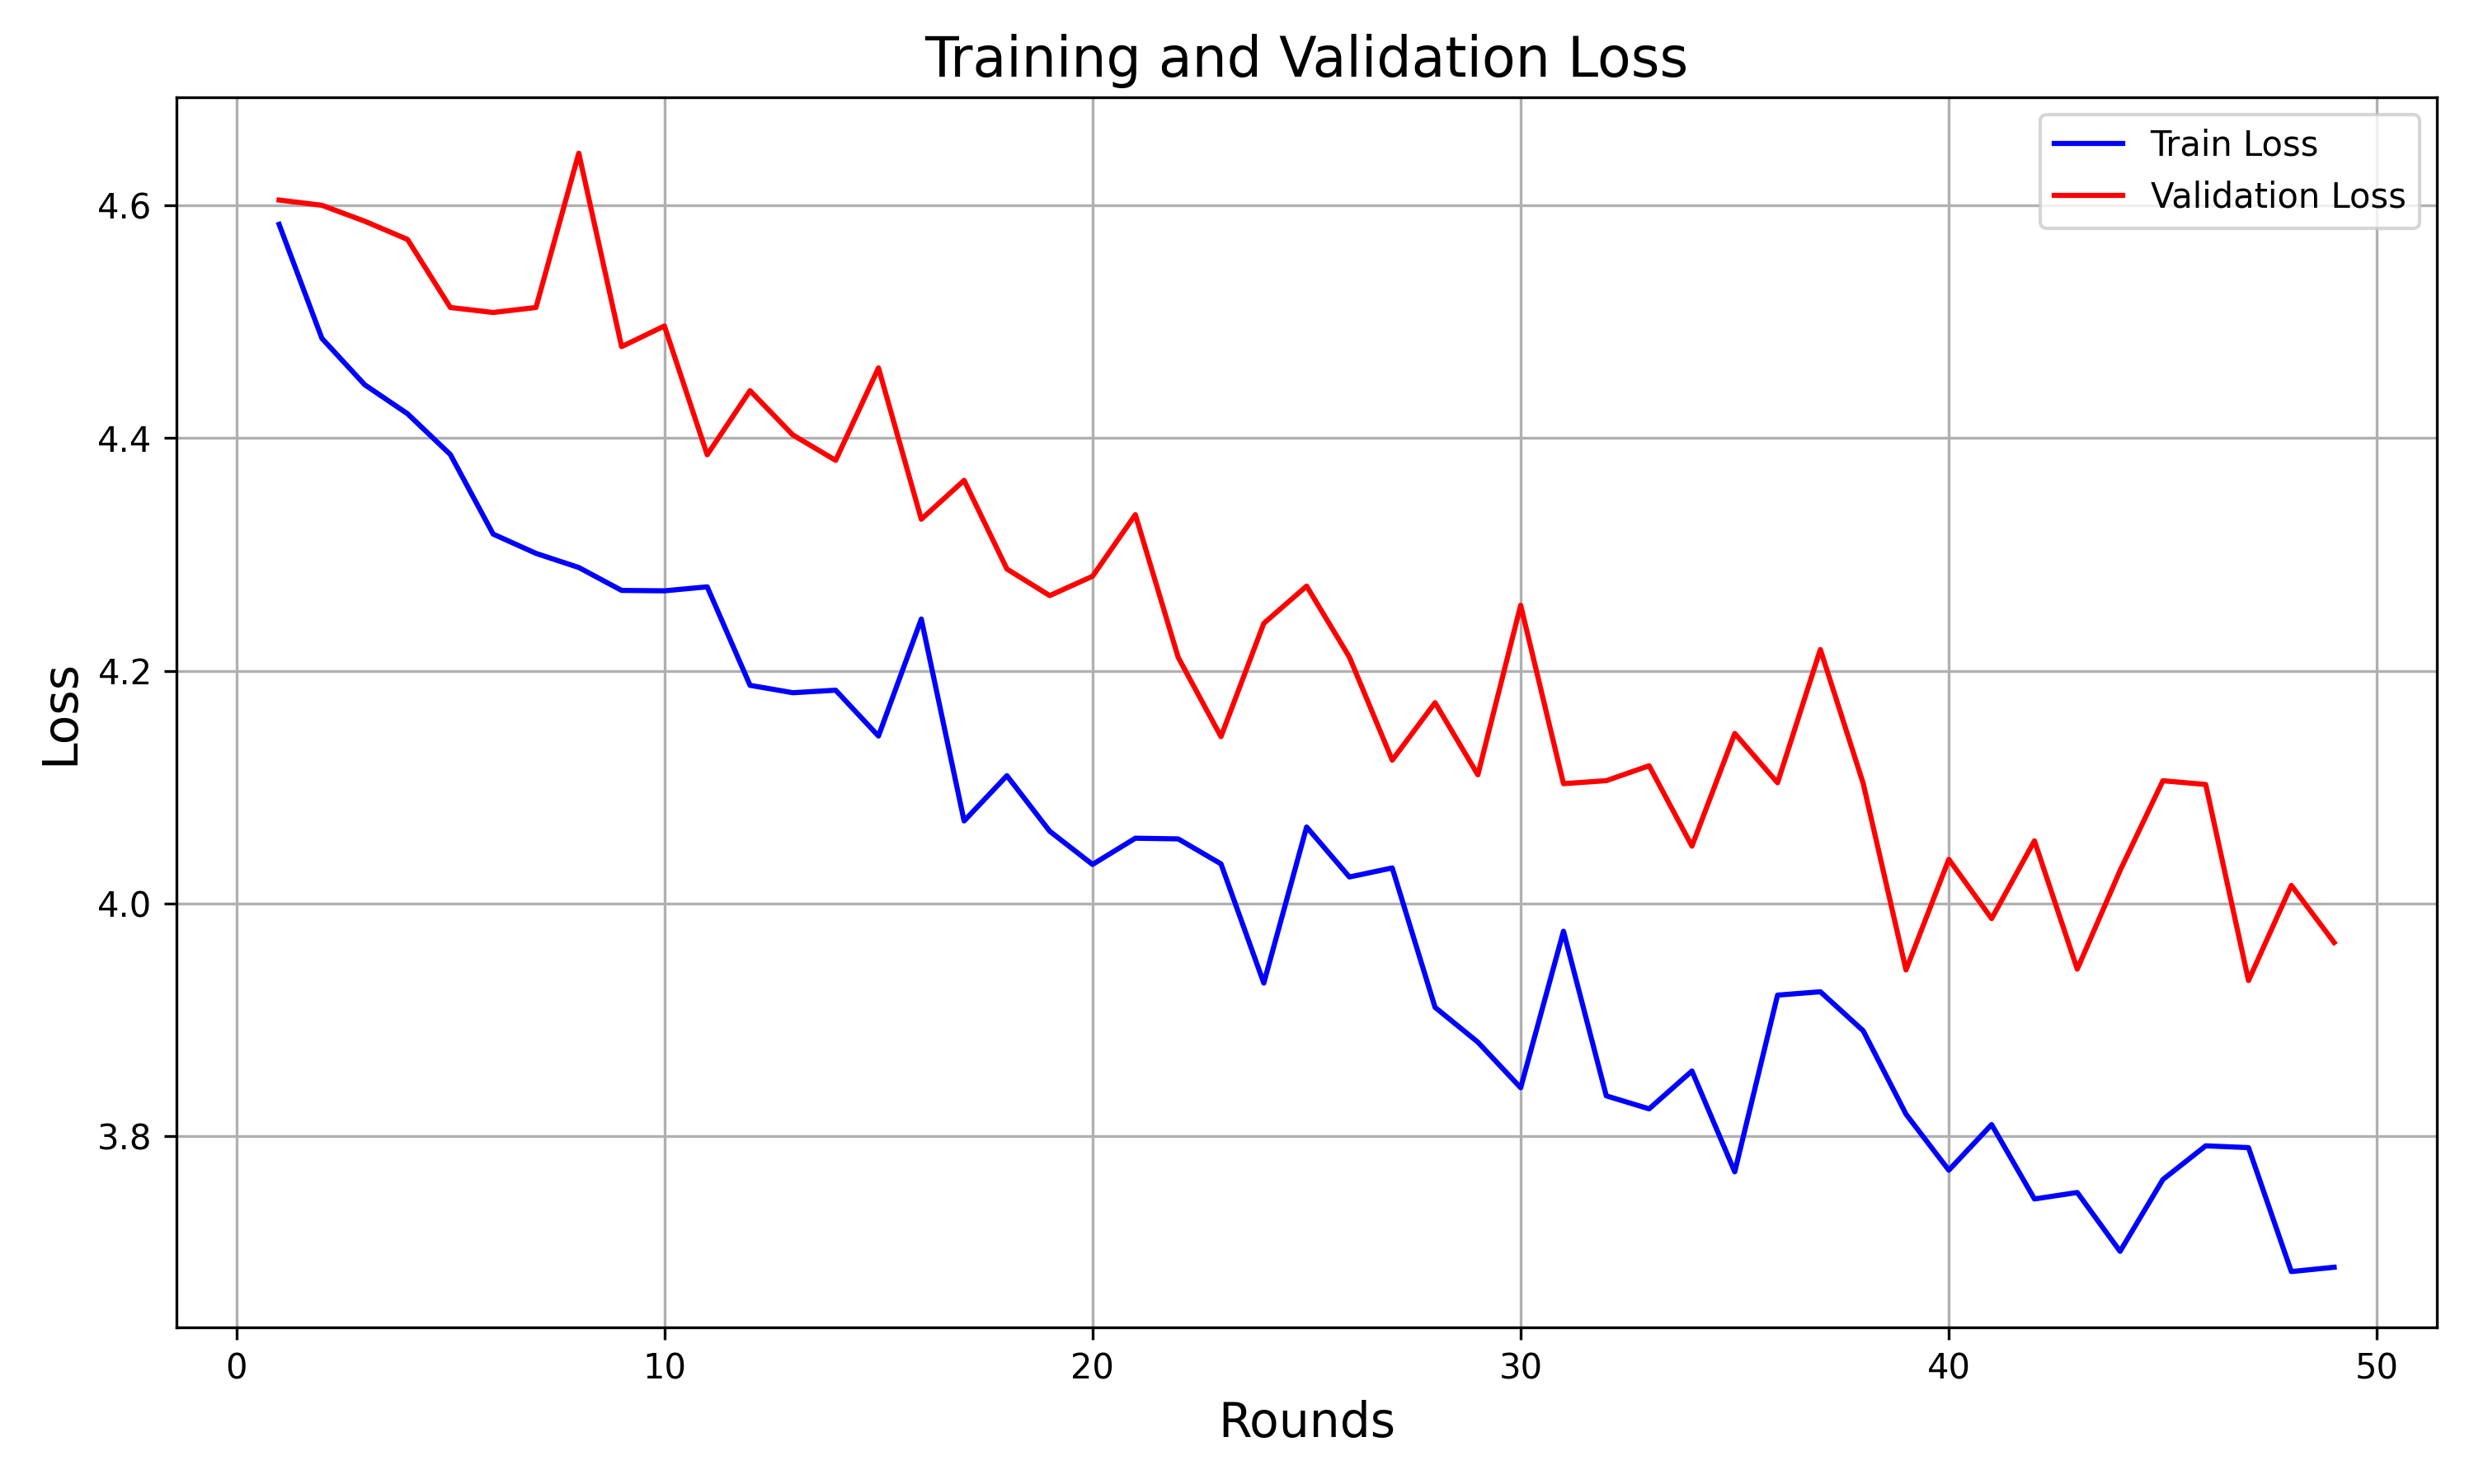 Training and Validation Loss
Train Loss
Validation Loss
4.6
4.4
4.2
4.0
3.8
Loss
0 10 20 30 40 50
Rounds